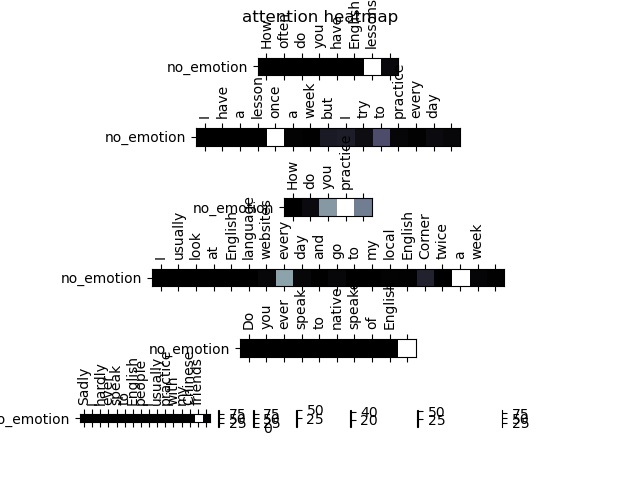 attention heatmap
How often do you have English lessons
no_emotion
I have a lesson once a week but I try to practice every day
no_emotion
How do you practice
no_emotion
I usually look at English language websites every day and go to my local English Corner twice a week
no_emotion
Do you ever speak to native speakers of English
no_emotion
Sadly I hardly ever speak to English people I usually practice with my Chinese friends
no_emotion
75 50 25
75 50 25
0
50 25
40 20
50 25
75 50 25